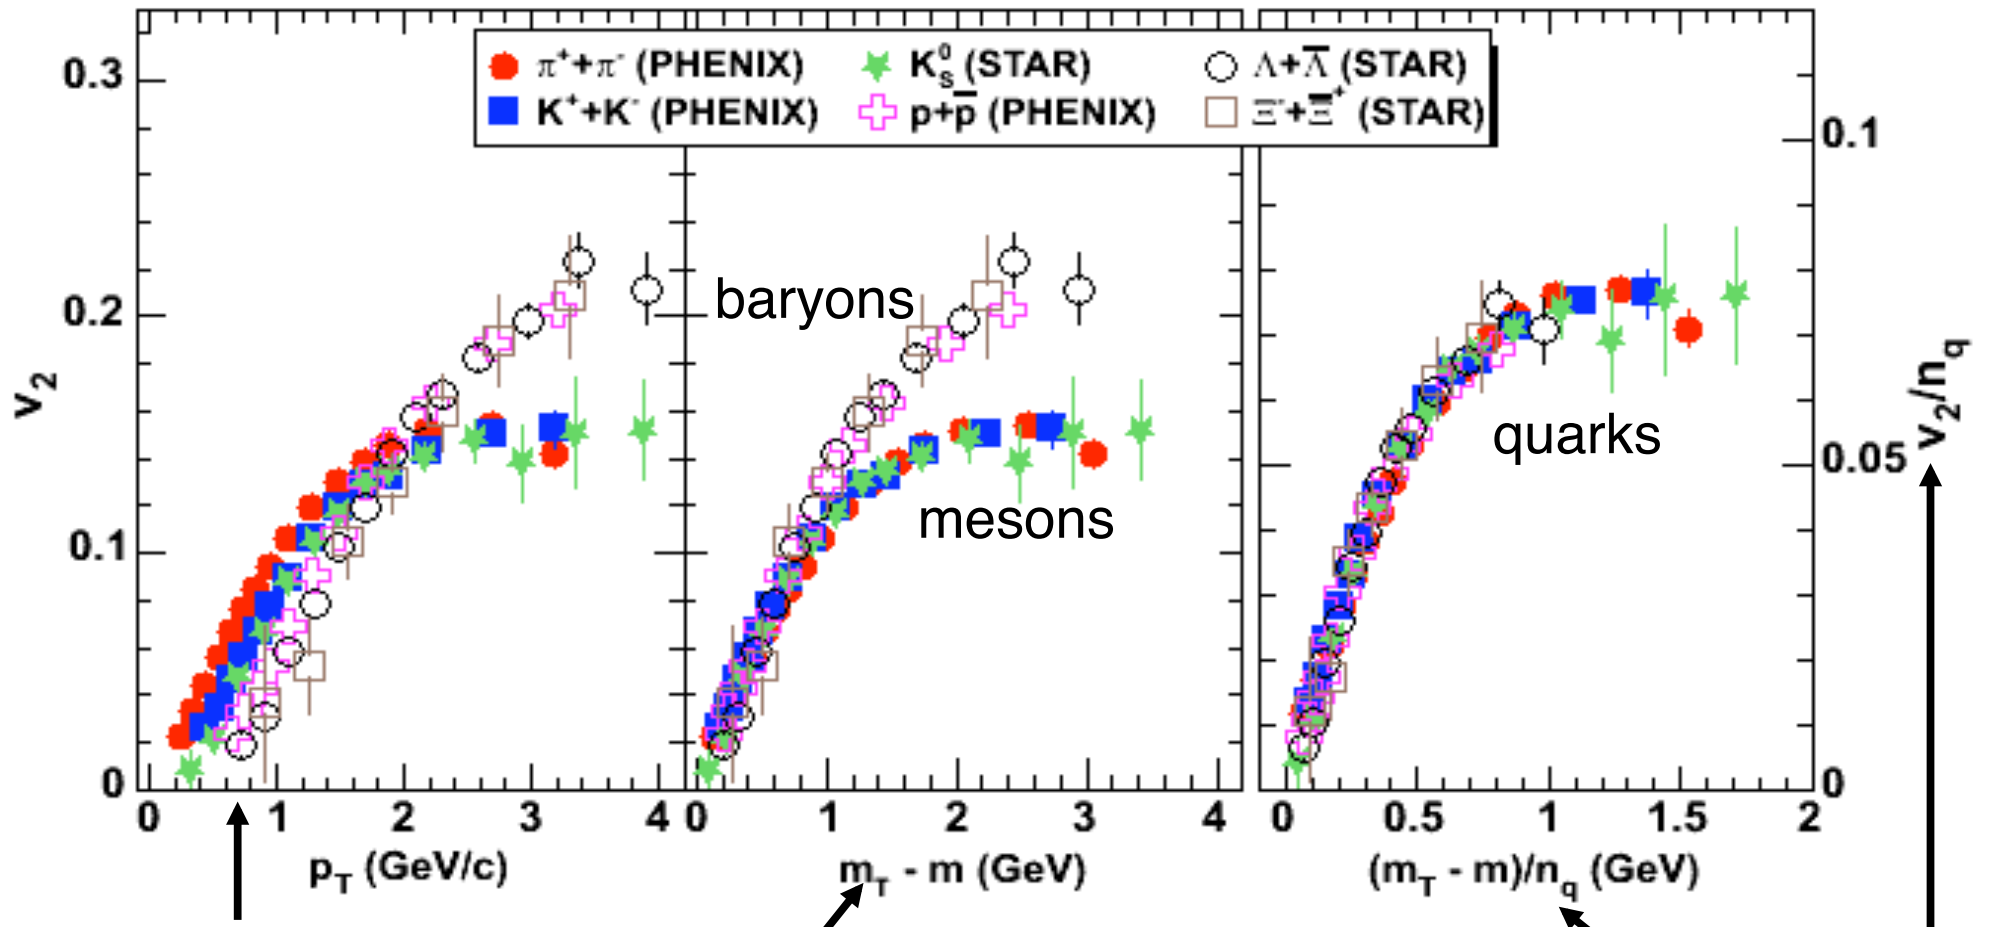 π⁺+π⁻ (PHENIX) K⁰ₛ (STAR) Λ+Λ̅ (STAR)
K⁺+K⁻ (PHENIX) p+p̅ (PHENIX) Ξ⁻+Ξ̅⁺ (STAR)
v₂
0.3
0.2
0.1
0
0 1 2 3 4
p_T (GeV/c)
baryons
mesons
0 1 2 3 4
m_T - m (GeV)
quarks
0 0.5 1 1.5 2
(m_T - m)/n_q (GeV)
0.1
0.05
0
v₂/n_q